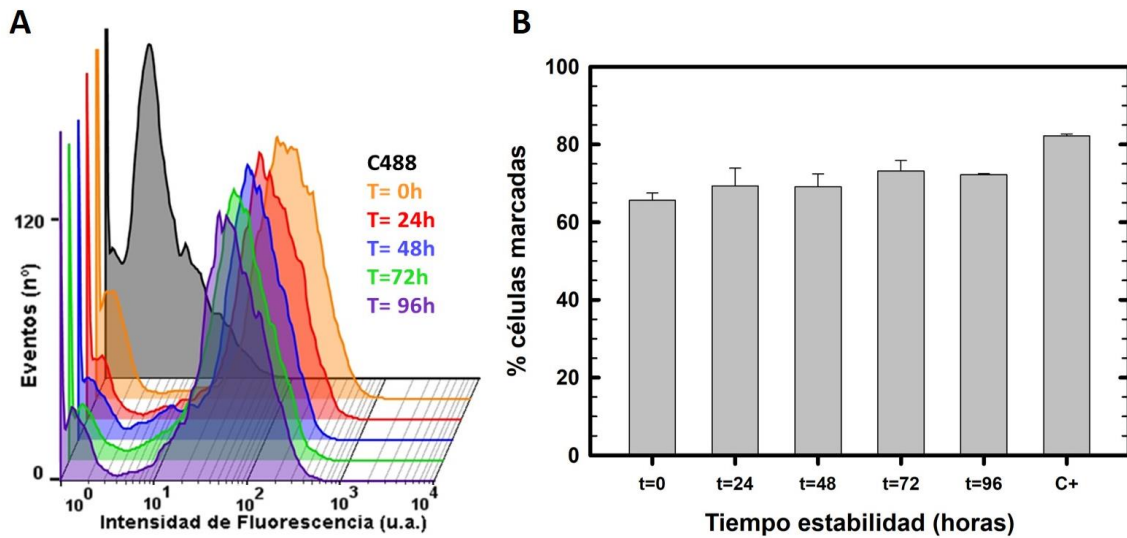 A
C488
T= 0h
T= 24h
T= 48h
T=72h
T= 96h
120
0
Eventos (nº)
10⁰ 10¹ 10² 10³ 10⁴
Intensidad de Fluorescencia (u.a.)
B
100
80
60
40
20
0
% células marcadas
t=0 t=24 t=48 t=72 t=96 C+
Tiempo estabilidad (horas)